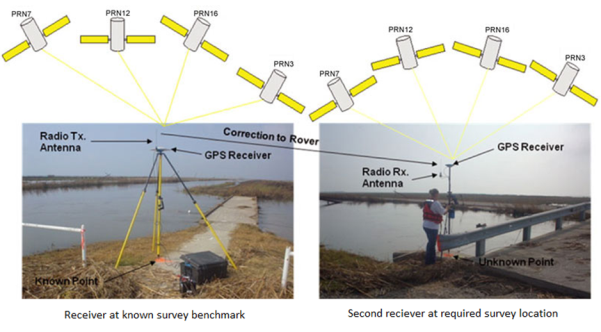 PRN7
PRN12
PRN16
PRN3
PRN7
PRN12
PRN16
PRN3
Radio Tx.
Antenna
GPS Receiver
Known Point
Correction to Rover
GPS Receiver
Radio Rx.
Antenna
Unknown Point
Receiver at known survey benchmark
Second reciever at required survey location